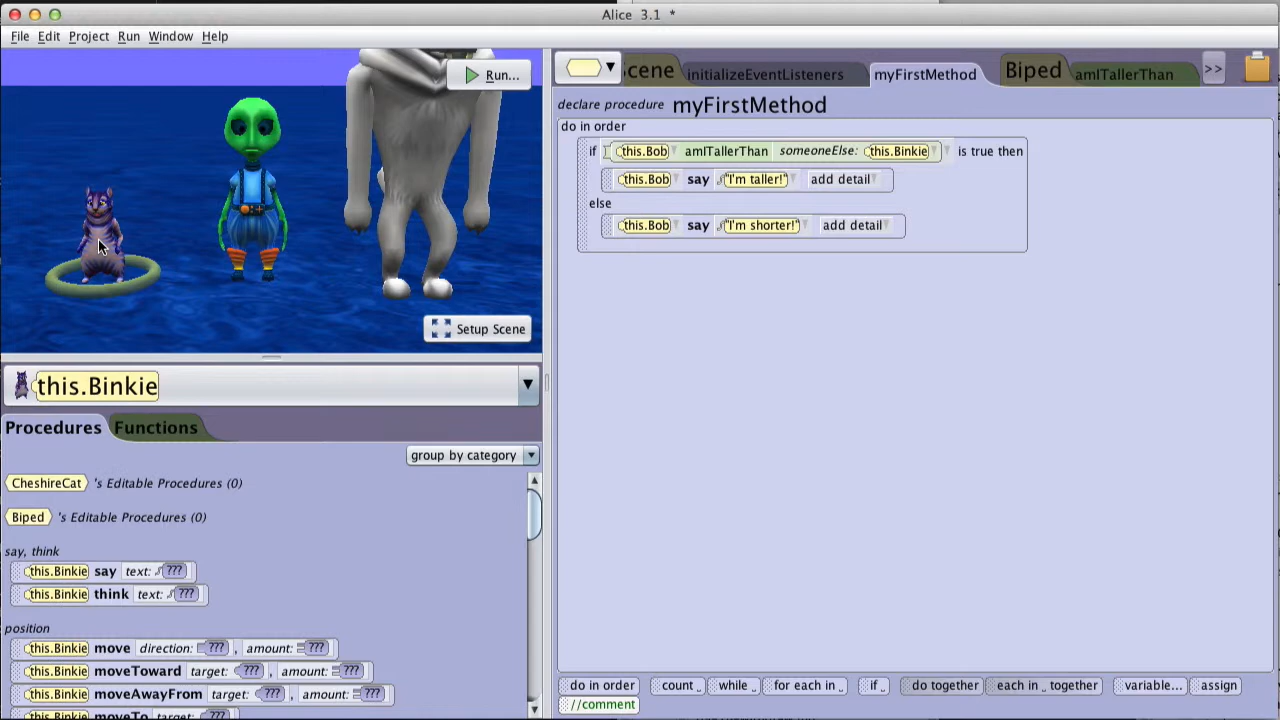 Alice 3.1 *
File Edit Project Run Window Help
Run...
Setup Scene
this.Binkie
Procedures Functions
group by category
CheshireCat 's Editable Procedures (0)
Biped 's Editable Procedures (0)
say, think
this.Binkie say text: ???
this.Binkie think text: ???
position
this.Binkie move direction: ??? , amount: ???
this.Binkie moveToward target: ??? , amount: ???
this.Binkie moveAwayFrom target: ??? , amount: ???
this.Binkie moveTo target: ???
Scene initializeEventListeners myFirstMethod Biped amITallerThan >>
declare procedure myFirstMethod
do in order
if this.Bob amITallerThan someoneElse: this.Binkie is true then
this.Bob say "I'm taller!" add detail
else
this.Bob say "I'm shorter!" add detail
do in order count _ while _ for each in _ if _ do together each in _ together variable... assign
//comment